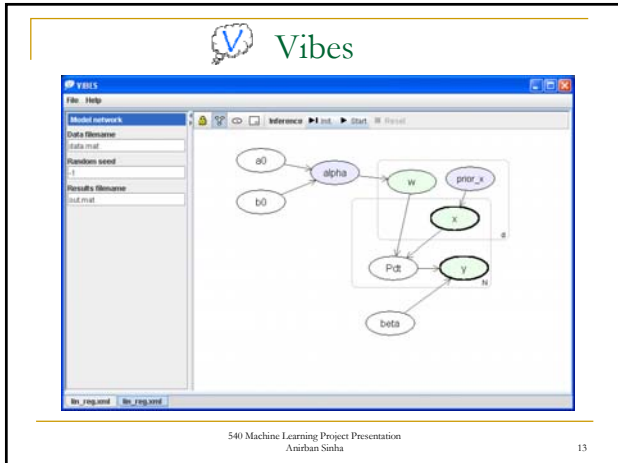 V Vibes
VIBES
File Help
Model network
Data filename
data.mat
Random seed
-1
Results filename
out.mat
Inference Init. Start Reset
a0
b0
alpha
w
prior_x
x
d
Pdt
y
N
beta
lin_reg.xml lin_reg.xml
540 Machine Learning Project Presentation
Anirban Sinha
13